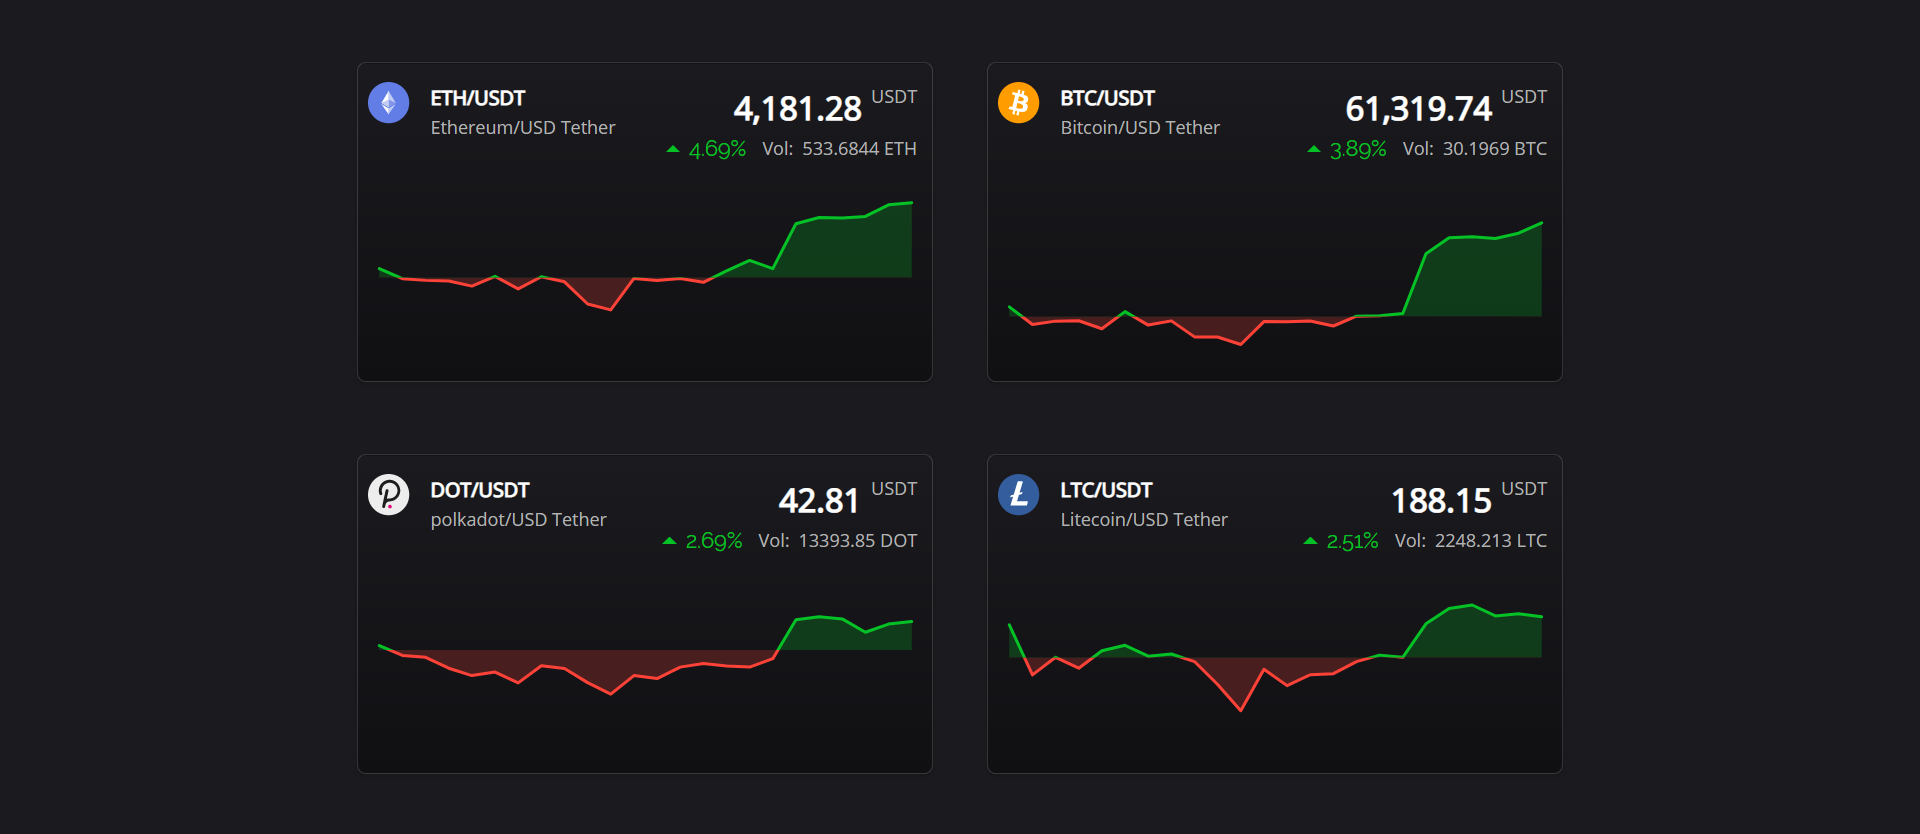 ETH/USDT
4,181.28 USDT
Ethereum/USD Tether
4.69% Vol: 533.6844 ETH
BTC/USDT
61,319.74 USDT
Bitcoin/USD Tether
3.89% Vol: 30.1969 BTC
DOT/USDT
42.81 USDT
polkadot/USD Tether
2.69% Vol: 13393.85 DOT
LTC/USDT
188.15 USDT
Litecoin/USD Tether
2.51% Vol: 2248.213 LTC